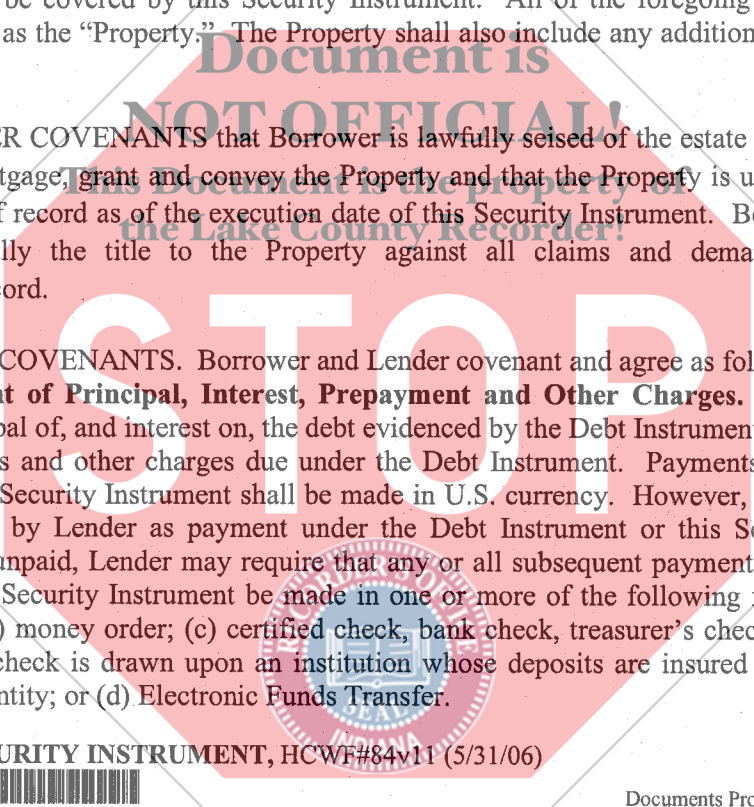 be covered by this Security Instrument. All of the foregoing
as the “Property.” The Property shall also include any addition
Document is
NOT OFFICIAL!
ER COVENANTS that Borrower is lawfully seised of the estate
tgage, grant and convey the Property and that the Property is u
This Document is the property of
f record as of the execution date of this Security Instrument. B
the Lake County Recorder!
lly the title to the Property against all claims and dema
cord.
STOP
COVENANTS. Borrower and Lender covenant and agree as fol
t of Principal, Interest, Prepayment and Other Charges.
pal of, and interest on, the debt evidenced by the Debt Instrument
s and other charges due under the Debt Instrument. Payments
Security Instrument shall be made in U.S. currency. However,
by Lender as payment under the Debt Instrument or this Se
unpaid, Lender may require that any or all subsequent payment
Security Instrument be made in one or more of the following
) money order; (c) certified check, bank check, treasurer’s chec
check is drawn upon an institution whose deposits are insured
ntity; or (d) Electronic Funds Transfer.
RECORDER'S OFFICE
SEAL
INDIANA
URITY INSTRUMENT, HCWF#84v11 (5/31/06)
Documents Pro